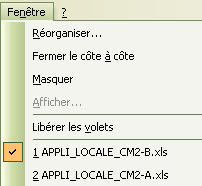 Fenêtre ?
Réorganiser...
Fermer le côte à côte
Masquer
Afficher...
Libérer les volets
1 APPLI_LOCALE_CM2-B.xls
2 APPLI_LOCALE_CM2-A.xls